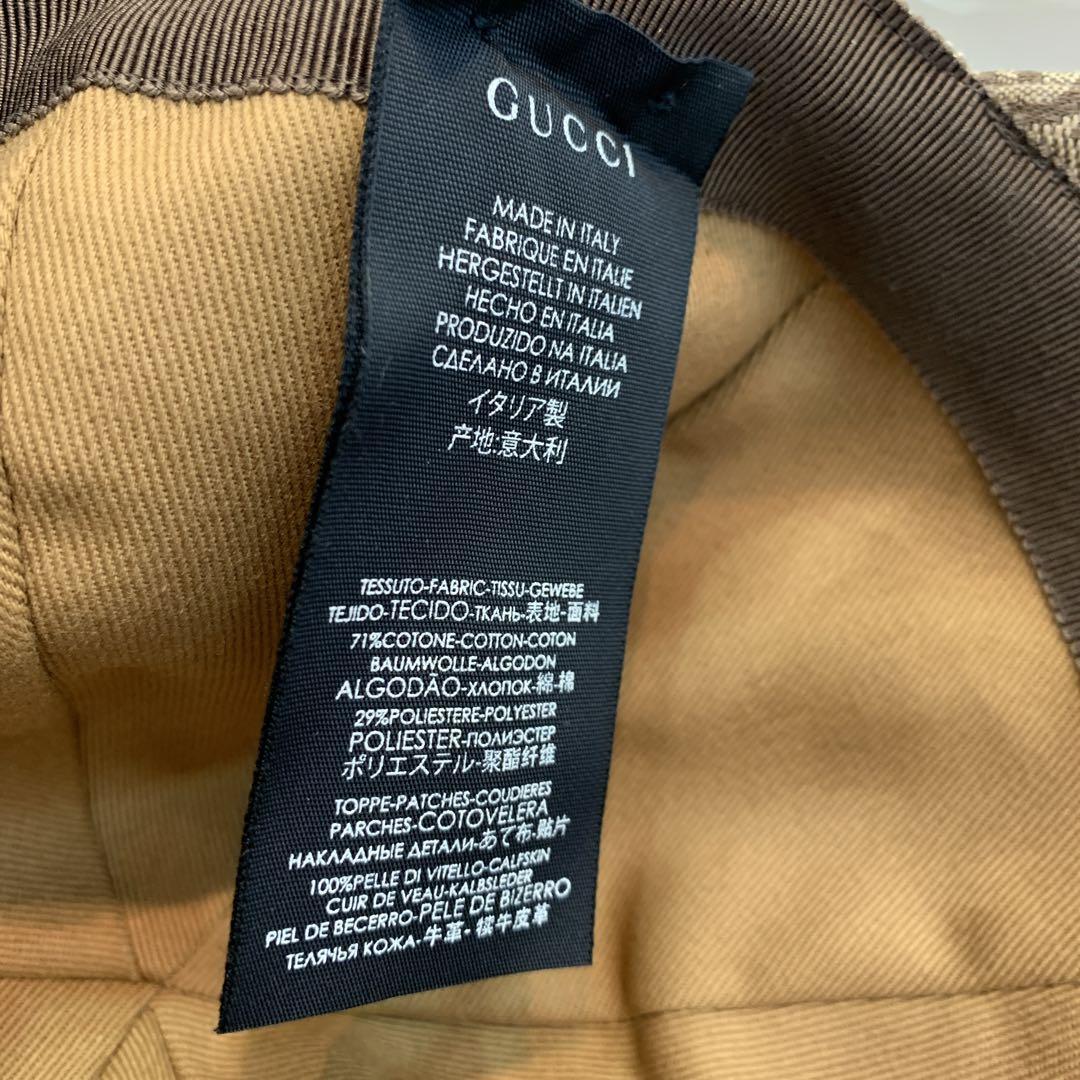 GUCCI
MADE IN ITALY
FABRIQUE EN ITALIE
HERGESTELLT IN ITALIEN
HECHO EN ITALIA
PRODUZIDO NA ITALIA
СДЕЛАНО В ИТАЛИИ
イタリア製
产地:意大利
TESSUTO-FABRIC-TISSU-GEWEBE
TEJIDO-TECIDO-ТКАНЬ-表地-面料
71%COTONE-COTTON-COTON
BAUMWOLLE-ALGODON
ALGODÃO-ХЛОПОК-綿-棉
29%POLIESTERE-POLYESTER
POLIESTER-ПОЛИЭСТЕР
ポリエステル-聚酯纤维
TOPPE-PATCHES-COUDIERES
PARCHES-COTOVELERA
НАКЛАДНЫЕ ДЕТАЛИ-あて布-贴片
100%PELLE DI VITELLO-CALFSKIN
CUIR DE VEAU-KALBSLEDER
PIEL DE BECERRO-PELE DE BIZERRO
ТЕЛЯЧЬЯ КОЖА-牛革-犊牛皮革